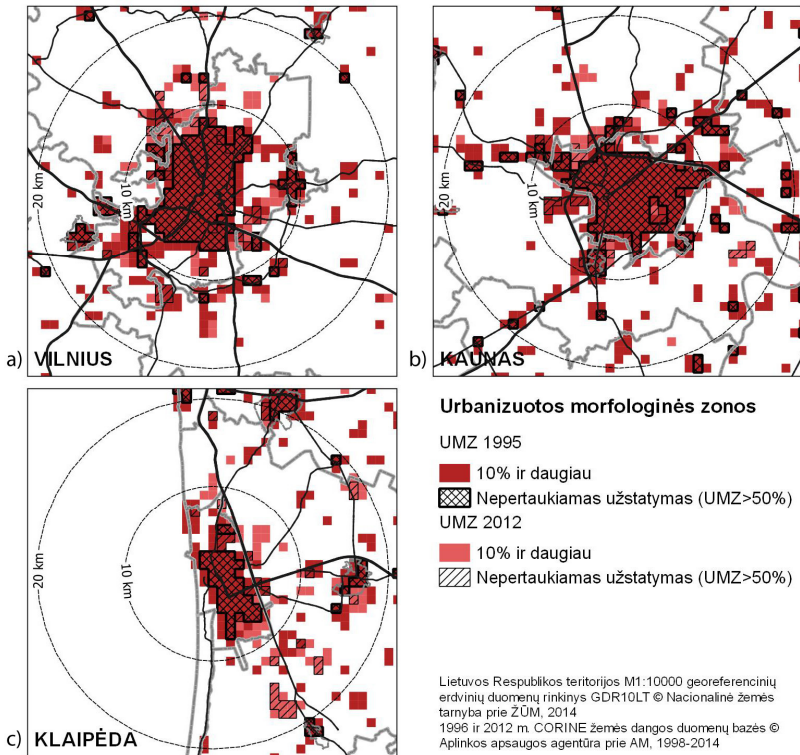 20 km
10 km
a) VILNIUS
20 km
10 km
b) KAUNAS
20 km
10 km
c) KLAIPĖDA
Urbanizuotos morfologinės zonos
UMZ 1995
10% ir daugiau
Nepertaukiamas užstatymas (UMZ>50%)
UMZ 2012
10% ir daugiau
Nepertaukiamas užstatymas (UMZ>50%)
Lietuvos Respulikos teritorijos M1:10000 georeferencinių
erdvinių duomenų rinkinys GDR10LT © Nacionalinė žemės
tarnyba prie ŽŪM, 2014
1996 ir 2012 m. CORINE žemės dangos duomenų bazės ©
Aplinkos apsaugos agentūra prie AM, 1998-2014